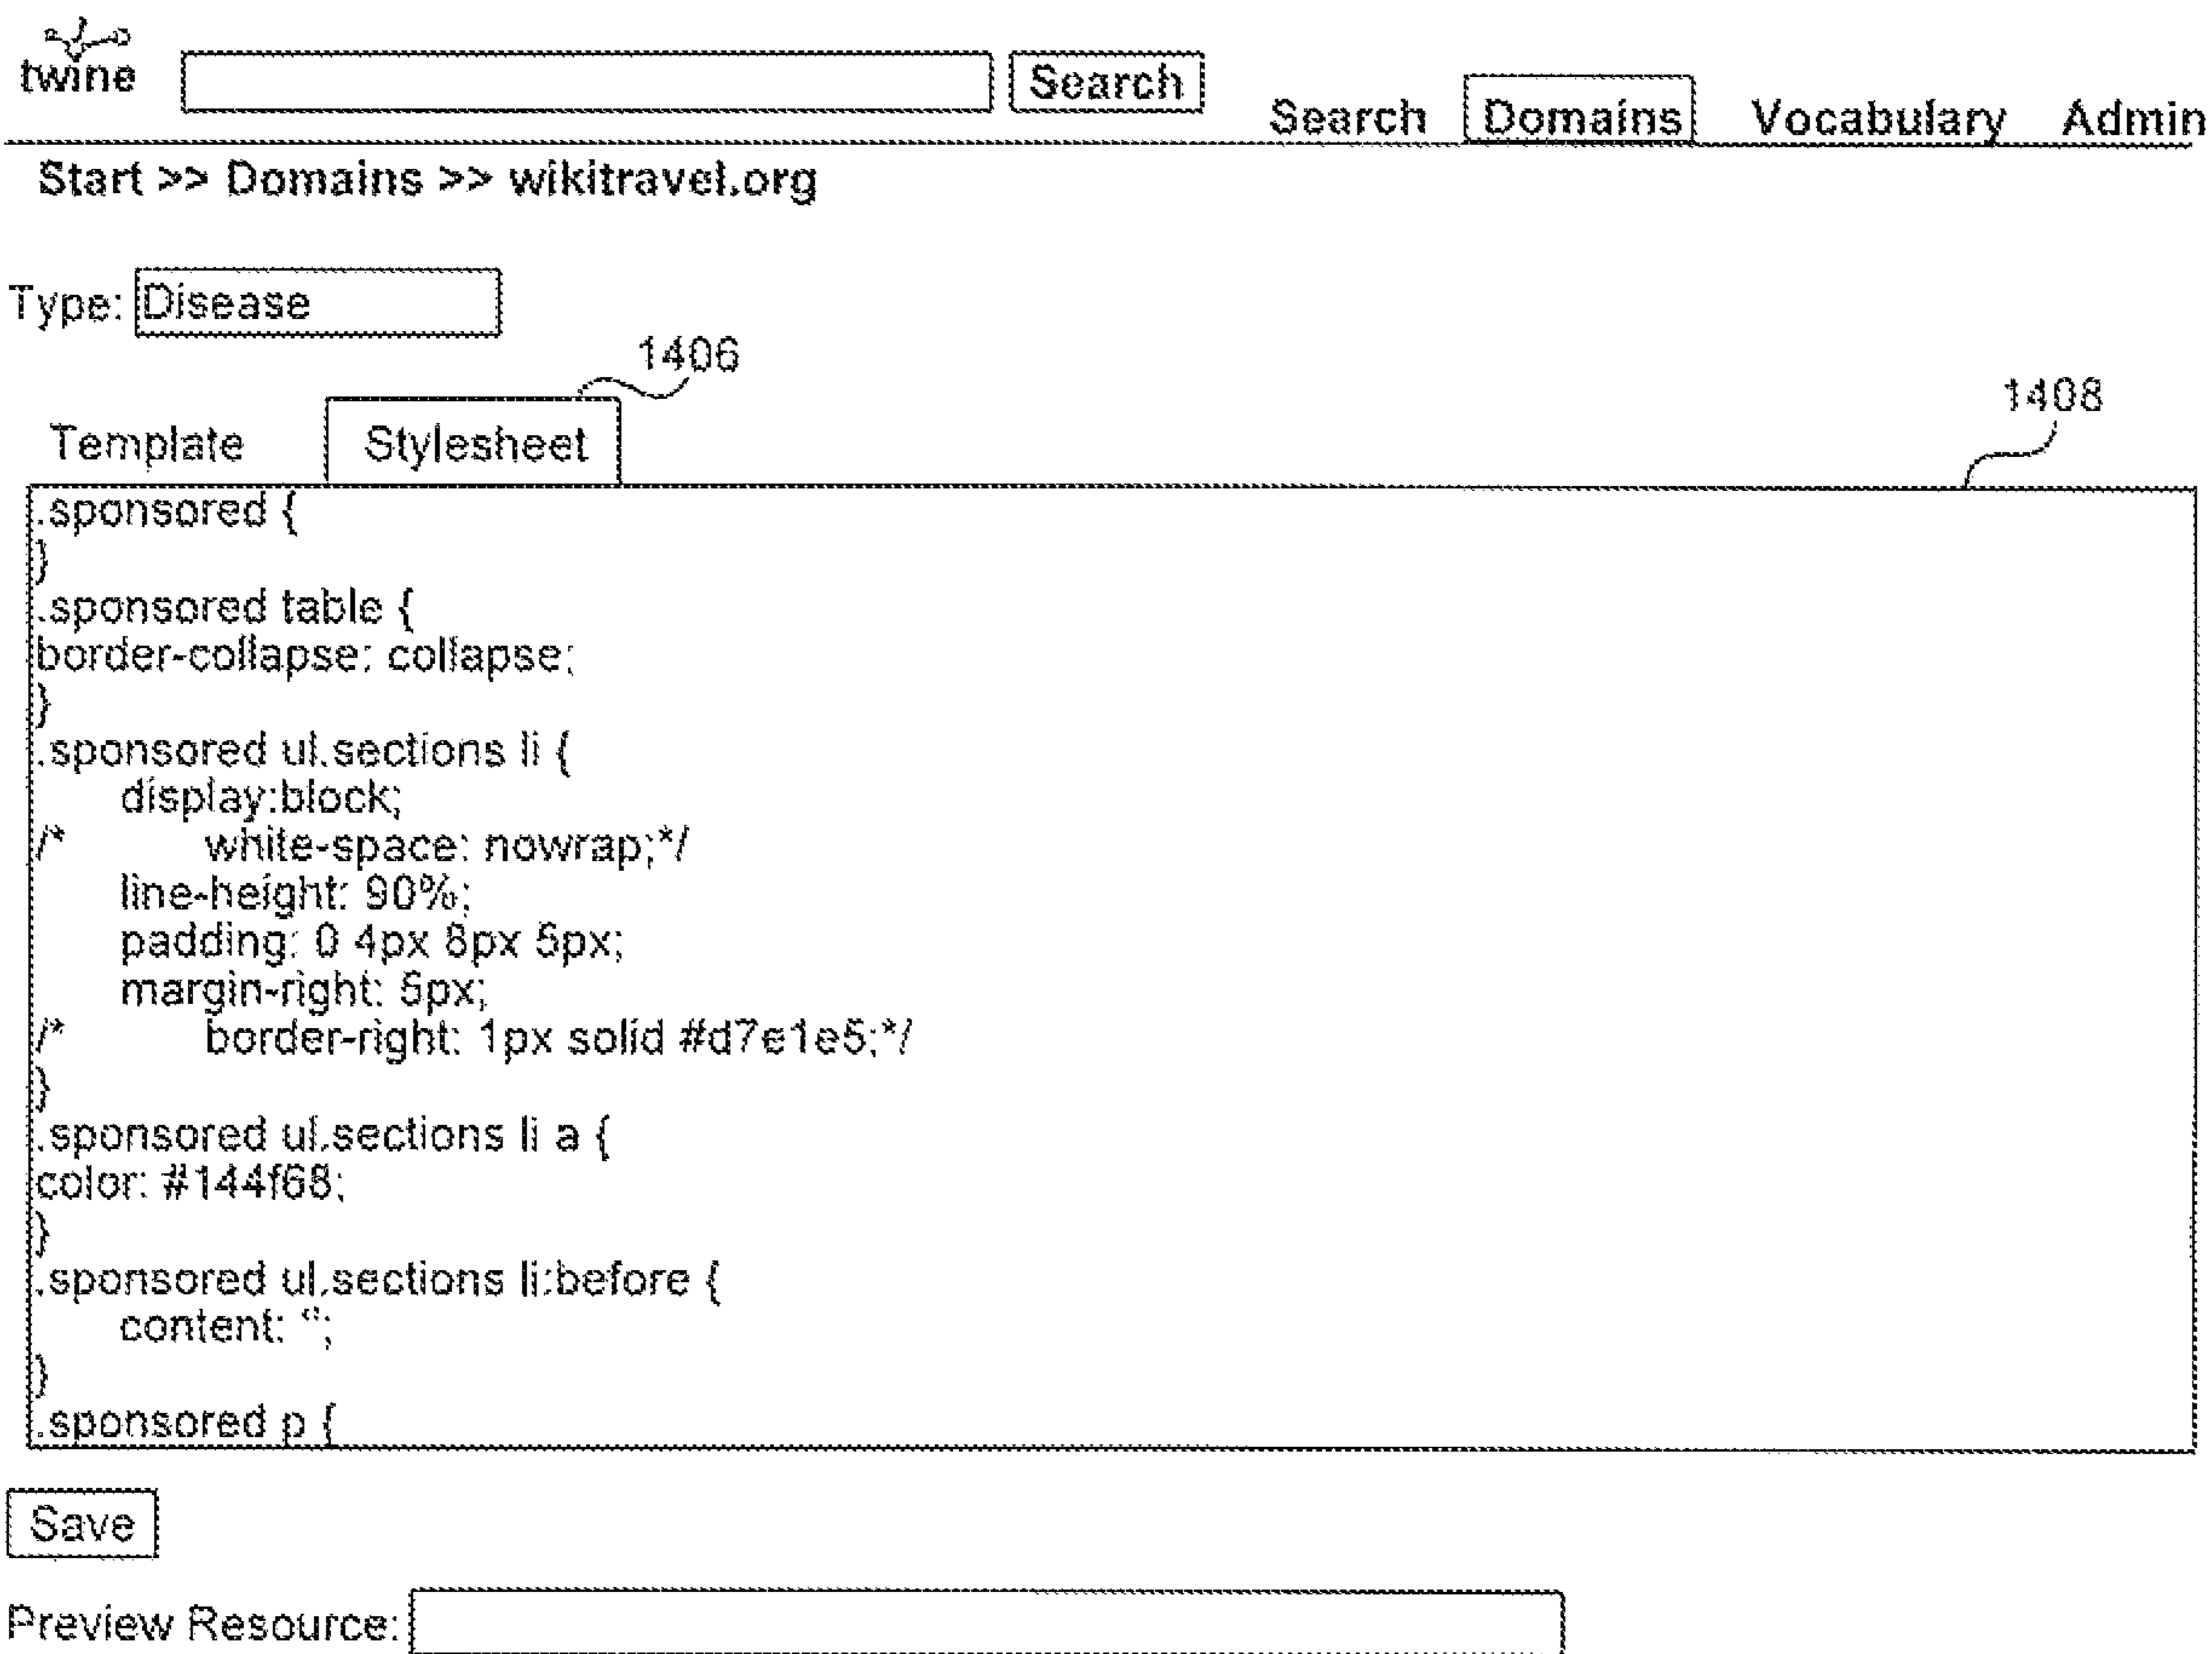 twine
Search
Search Domains Vocabulary Admin
Start >> Domains >> wikitravel.org
Type: Disease
1406
1408
Template Stylesheet
.sponsored {
}
.sponsored table {
border-collapse: collapse;
}
.sponsored ul.sections li {
display:block;
/* white-space: nowrap;*/
line-height: 90%;
padding: 0 4px 8px 5px;
margin-right: 5px;
/* border-right: 1px solid #d7e1e5;*/
}
.sponsored ul.sections li a {
color: #144f68;
}
.sponsored ul.sections li:before {
content: “;
}
.sponsored p {
Save
Preview Resource: